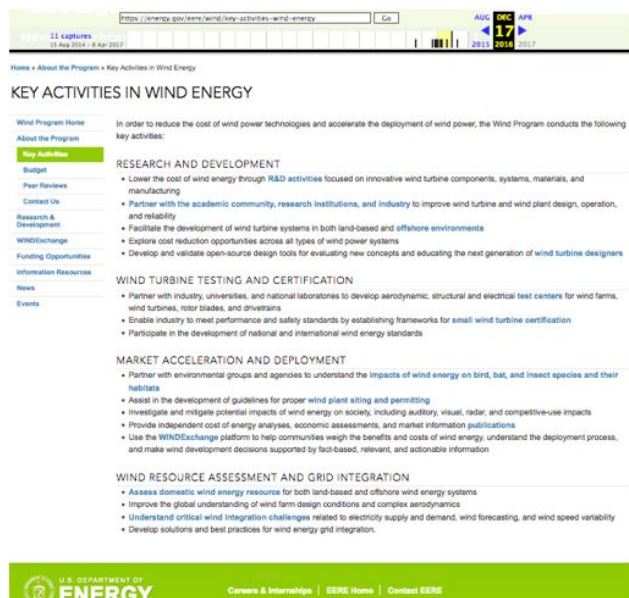 https://energy.gov/eere/wind/key-activities-wind-energy
Go
AUG DEC APR
11 captures
17
15 Aug 2014 - 8 Apr 2017
2015 2016 2017
Home » About the Program » Key Activities in Wind Energy
KEY ACTIVITIES IN WIND ENERGY
Wind Program Home
About the Program
Key Activities
Budget
Peer Reviews
Contact Us
Research &
Development
WINDExchange
Funding Opportunities
Information Resources
News
Events
In order to reduce the cost of wind power technologies and accelerate the deployment of wind power, the Wind Program conducts the following
key activities:
RESEARCH AND DEVELOPMENT
• Lower the cost of wind energy through R&D activities focused on innovative wind turbine components, systems, materials, and
manufacturing
• Partner with the academic community, research institutions, and industry to improve wind turbine and wind plant design, operation,
and reliability
• Facilitate the development of wind turbine systems in both land-based and offshore environments
• Explore cost reduction opportunities across all types of wind power systems
• Develop and validate open-source design tools for evaluating new concepts and educating the next generation of wind turbine designers
WIND TURBINE TESTING AND CERTIFICATION
• Partner with industry, universities, and national laboratories to develop aerodynamic, structural and electrical test centers for wind farms,
wind turbines, rotor blades, and drivetrains
• Enable industry to meet performance and safety standards by establishing frameworks for small wind turbine certification
• Participate in the development of national and international wind energy standards
MARKET ACCELERATION AND DEPLOYMENT
• Partner with environmental groups and agencies to understand the impacts of wind energy on bird, bat, and insect species and their
habitats
• Assist in the development of guidelines for proper wind plant siting and permitting
• Investigate and mitigate potential impacts of wind energy on society, including auditory, visual, radar, and competitive-use impacts
• Provide independent cost of energy analyses, economic assessments, and market information publications
• Use the WINDExchange platform to help communities weigh the benefits and costs of wind energy, understand the deployment process,
and make wind development decisions supported by fact-based, relevant, and actionable information
WIND RESOURCE ASSESSMENT AND GRID INTEGRATION
• Assess domestic wind energy resource for both land-based and offshore wind energy systems
• Improve the global understanding of wind farm design conditions and complex aerodynamics
• Understand critical wind integration challenges related to electricity supply and demand, wind forecasting, and wind speed variability
• Develop solutions and best practices for wind energy grid integration.
U.S. DEPARTMENT OF
ENERGY
Careers & Internships | EERE Home | Contact EERE